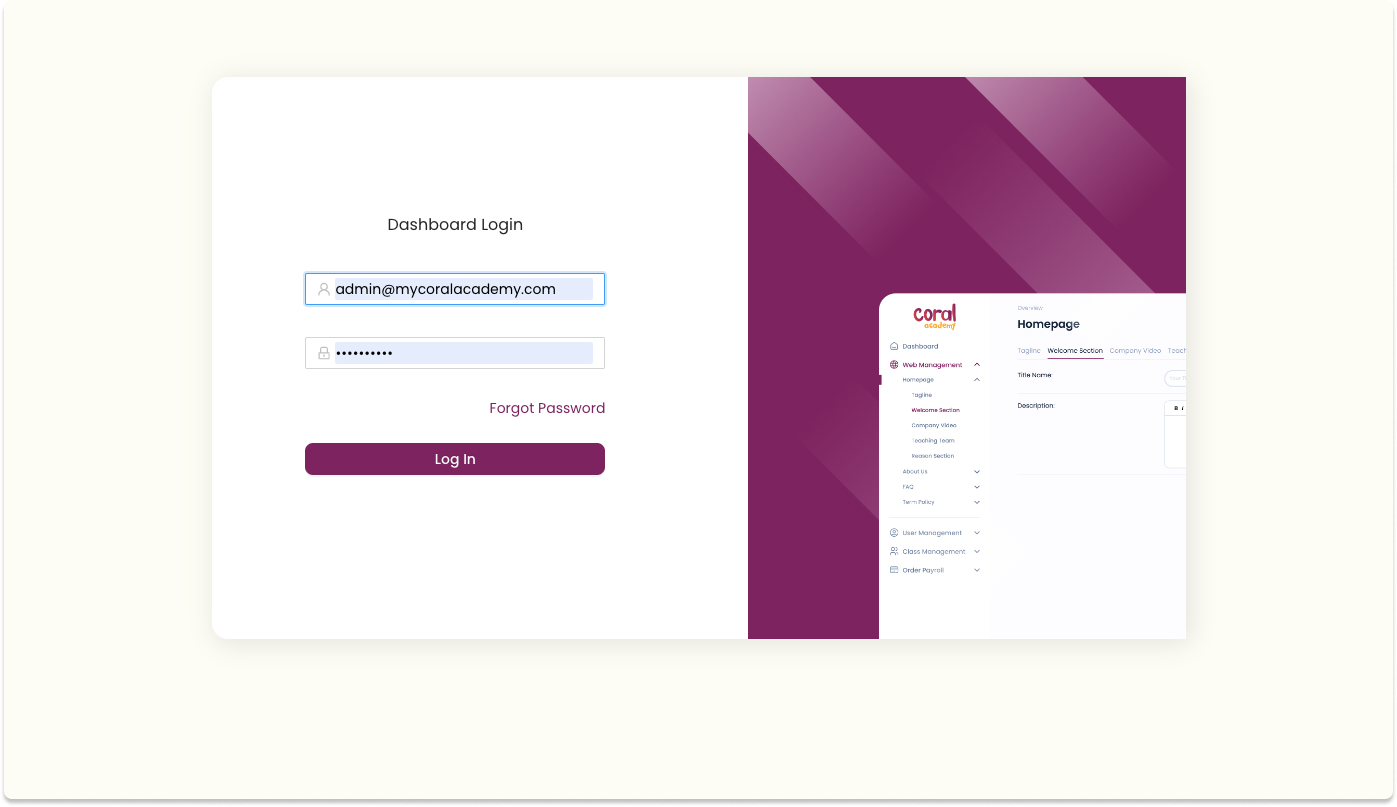 Dashboard Login
admin@mycoralacademy.com
••••••••••
Forgot Password
Log In
coral
academy
Dashboard
Web Management
Homepage
Tagline
Welcome Section
Company Video
Teaching Team
Reason Section
About Us
FAQ
Term Policy
User Management
Class Management
Order Payroll
Overview
Homepage
Tagline Welcome Section Company Video Teach
Title Name:
Description:
B I